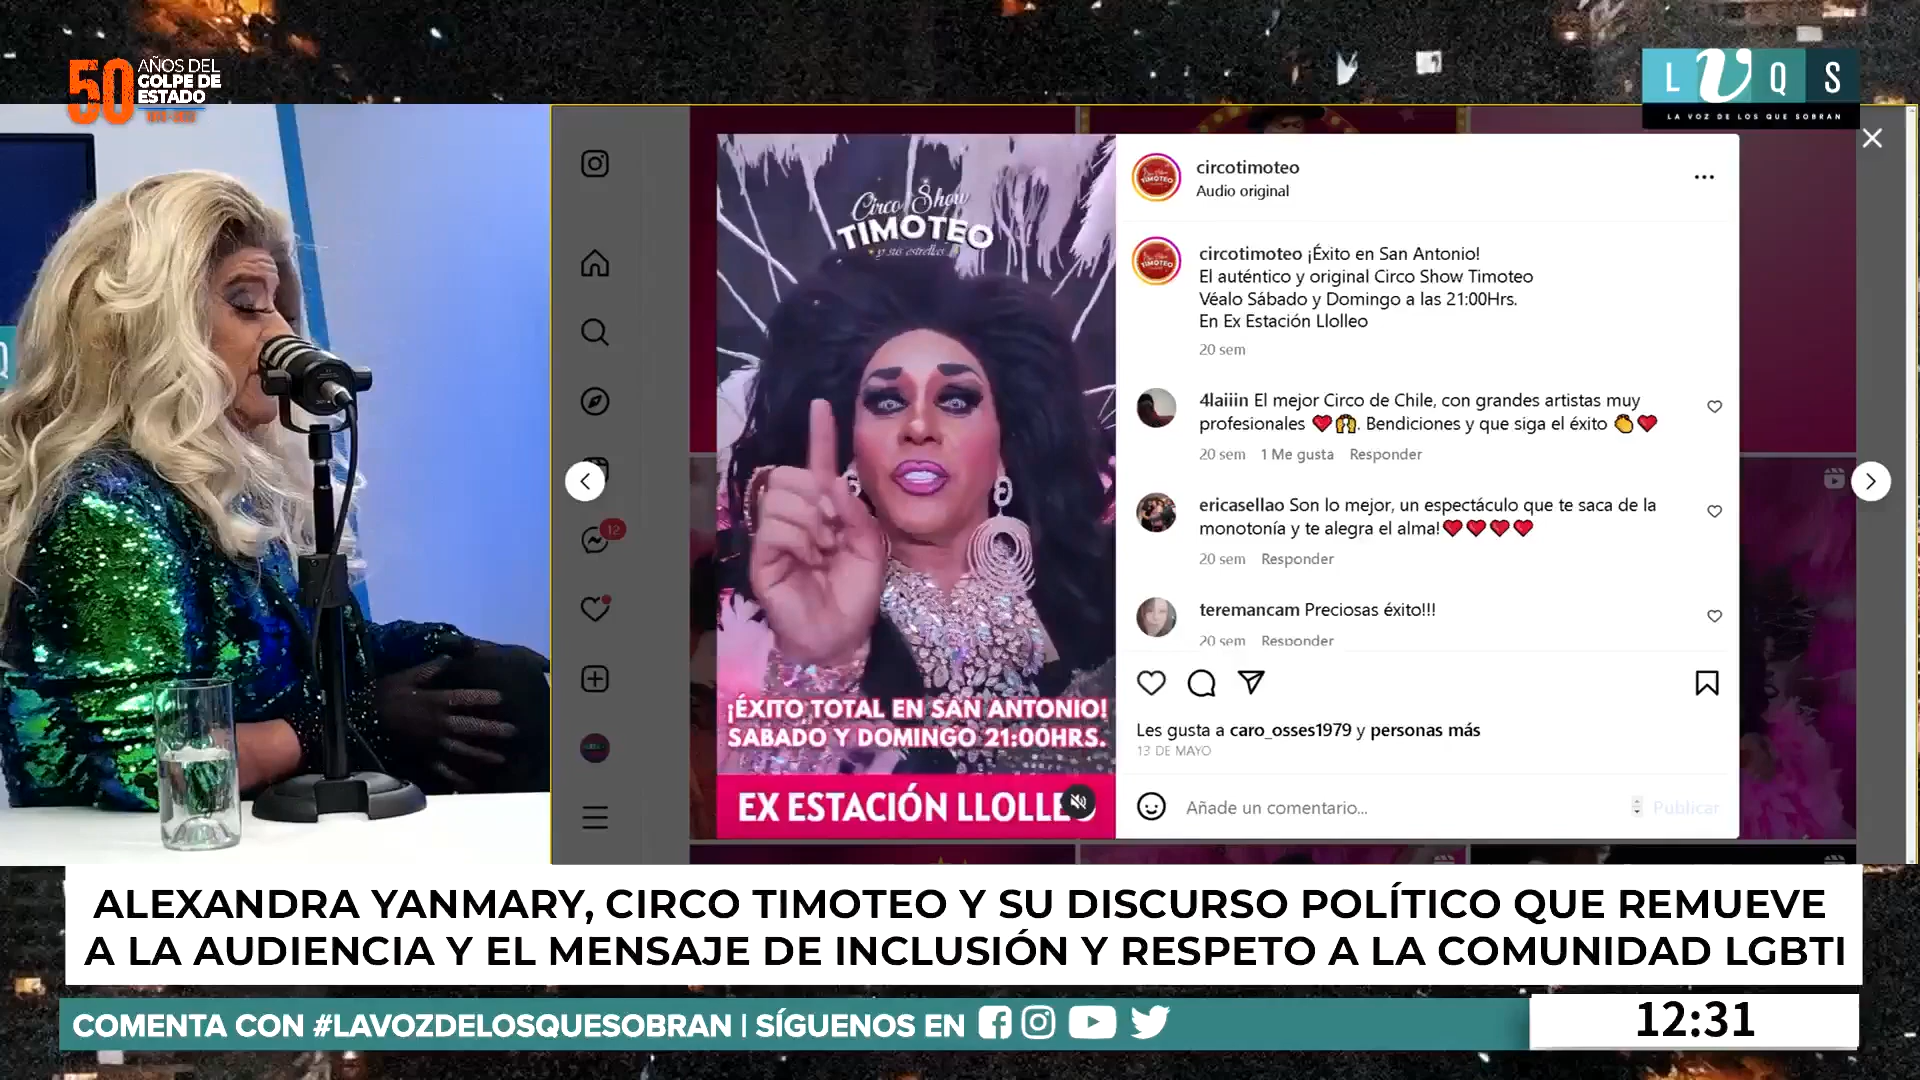 50 AÑOS DEL
GOLPE DE
ESTADO
L V Q S
LA VOZ DE LOS QUE SOBRAN
Q
Circo Show
TIMOTEO
y sus estrellas
¡ÉXITO TOTAL EN SAN ANTONIO!
SABADO Y DOMINGO 21:00HRS.
EX ESTACIÓN LLOLLEO
12
circotimoteo
Audio original
circotimoteo ¡Éxito en San Antonio!
El auténtico y original Circo Show Timoteo
Véalo Sábado y Domingo a las 21:00Hrs.
En Ex Estación Llolleo
20 sem
4laiiin El mejor Circo de Chile, con grandes artistas muy
profesionales ❤️🙌. Bendiciones y que siga el éxito 👏❤️
20 sem 1 Me gusta Responder
ericasellao Son lo mejor, un espectáculo que te saca de la
monotonía y te alegra el alma!❤️❤️❤️❤️
20 sem Responder
teremancam Preciosas éxito!!!
20 sem Responder
Les gusta a caro_osses1979 y personas más
13 DE MAYO
Añade un comentario...
Publicar
ALEXANDRA YANMARY, CIRCO TIMOTEO Y SU DISCURSO POLÍTICO QUE REMUEVE
A LA AUDIENCIA Y EL MENSAJE DE INCLUSIÓN Y RESPETO A LA COMUNIDAD LGBTI
COMENTA CON #LAVOZDELOSQUESOBRAN | SÍGUENOS EN
12:31